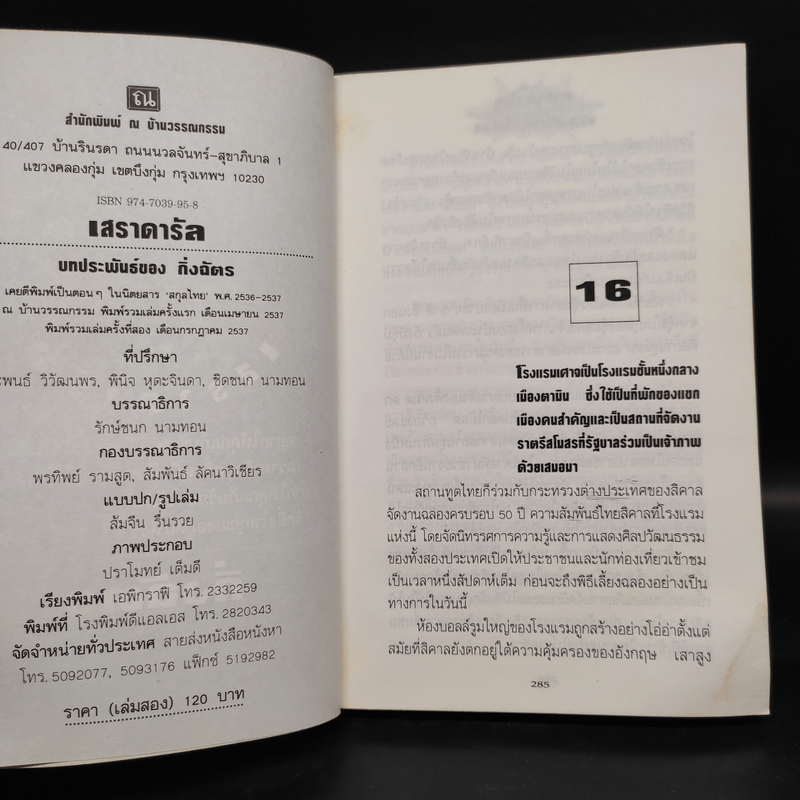 ณ
สำนักพิมพ์ ณ บ้านวรรณกรรม
40/407 บ้านรินรดา ถนนนวลจันทร์-สุขาภิบาล 1
แขวงคลองกุ่ม เขตบึงกุ่ม กรุงเทพฯ 10230
ISBN 974-7039-95-8
เสราดารัล
บทประพันธ์ของ กิ่งฉัตร
เคยตีพิมพ์เป็นตอนๆ ในนิตยสาร 'สกุลไทย' พ.ศ. 2536-2537
ณ บ้านวรรณกรรม พิมพ์รวมเล่มครั้งแรก เดือนเมษายน 2537
พิมพ์รวมเล่มครั้งที่สอง เดือนกรกฎาคม 2537
ที่ปรึกษา
วิวัฒนพร, พินิจ หุตะจินดา, ชิดชนก นามทอน
บรรณาธิการ
รักษ์ชนก นามทอน
กองบรรณาธิการ
พรทิพย์ รามสูต, สัมพันธ์ ลัคนาวิเชียร
แบบปก/รูปเล่ม
ส้มจีน รื่นรวย
ภาพประกอบ
ปราโมทย์ เต็มดี
เรียงพิมพ์ เอพิกราฟิ โทร. 2332259
พิมพ์ที่ โรงพิมพ์ดีแอลเอส โทร. 2820343
จัดจำหน่ายทั่วประเทศ สายส่งหนังสือหนังหา
โทร. 5092077, 5093176 แฟ็กซ์ 5192982
ราคา (เล่มสอง) 120 บาท
16
โรงแรมเศาจเป็นโรงแรมชั้นหนึ่งกลาง
เมืองตามิน ซึ่งใช้เป็นที่พักของแขก
เมืองคนสำคัญและเป็นสถานที่จัดงาน
ราตรีสโมสรที่รัฐบาลร่วมเป็นเจ้าภาพ
ด้วยเสมอมา
สถานทูตไทยก็ร่วมกับกระทรวงต่างประเทศของสิคาล
จัดงานฉลองครบรอบ 50 ปี ความสัมพันธ์ไทยสิคาลที่โรงแรม
แห่งนี้ โดยจัดนิทรรศการความรู้และการแสดงศิลปวัฒนธรรม
ของทั้งสองประเทศเปิดให้ประชาชนและนักท่องเที่ยวเข้าชม
เป็นเวลาหนึ่งสัปดาห์เต็ม ก่อนจะถึงพิธีเลี้ยงฉลองอย่างเป็น
ทางการในวันนี้
ห้องบอลล์รูมใหญ่ของโรงแรมถูกสร้างอย่างโอ่อ่าตั้งแต่
สมัยที่สิคาลยังตกอยู่ใต้ความคุ้มครองของอังกฤษ เสาสูง
285